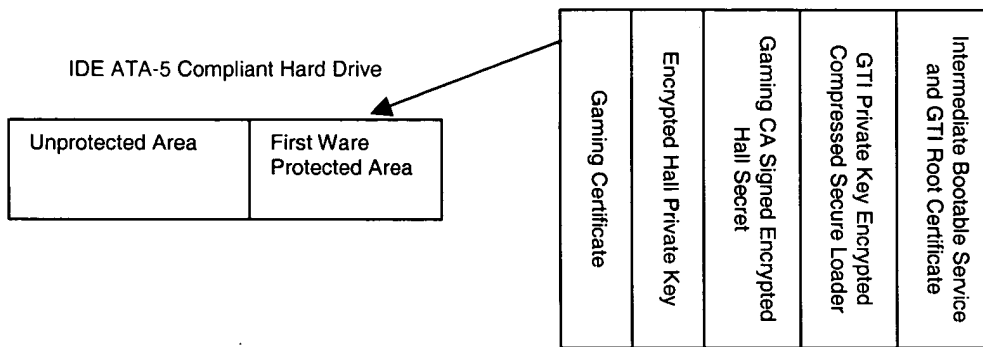 IDE ATA-5 Compliant Hard Drive
Unprotected Area
First Ware
Protected Area
Gaming Certificate
Encrypted Hall Private Key
Gaming CA Signed Encrypted
Hall Secret
GTI Private Key Encrypted
Compressed Secure Loader
Intermediate Bootable Service
and GTI Root Certificate